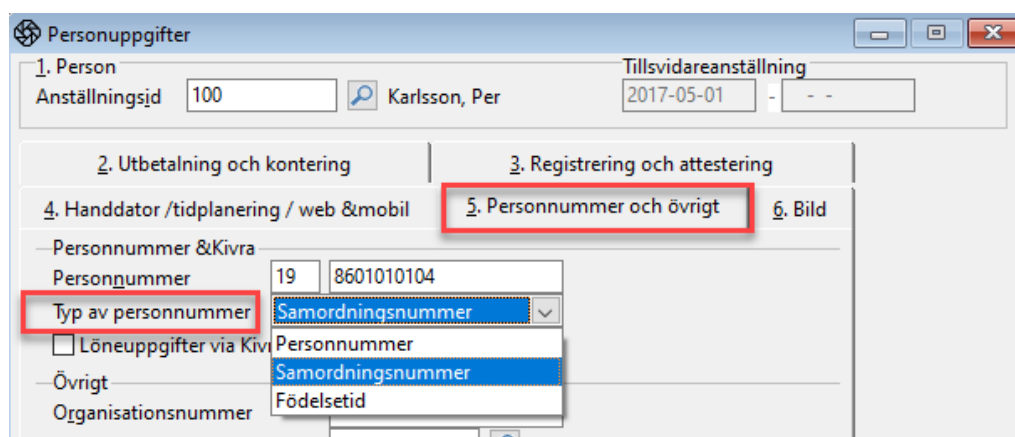 Personuppgifter
1. Person
Tillsvidareanställning
Anställningsid 100 Karlsson, Per 2017-05-01 - - -
2. Utbetalning och kontering 3. Registrering och attestering
4. Handdator /tidplanering / web &mobil 5. Personnummer och övrigt 6. Bild
Personnummer &Kivra
Personnummer 19 8601010104
Typ av personnummer Samordningsnummer
Löneuppgifter via Kiv
Personnummer
Samordningsnummer
Födelsetid
Övrigt
Organisationsnummer